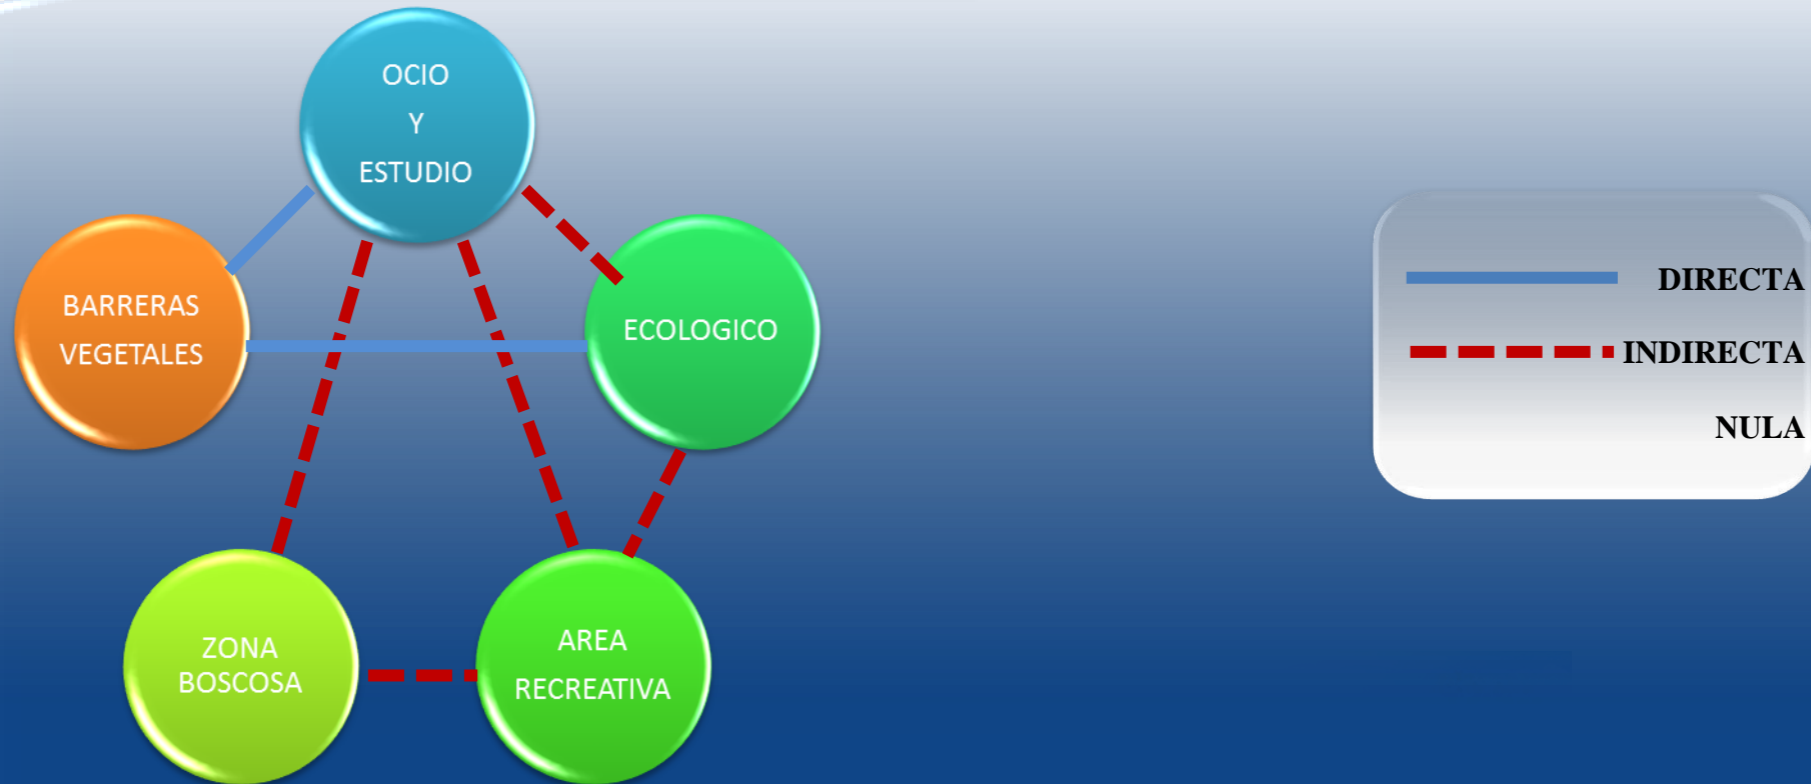 OCIO
Y
ESTUDIO
BARRERAS
VEGETALES
ECOLOGICO
ZONA
BOSCOSA
AREA
RECREATIVA
DIRECTA
INDIRECTA
NULA